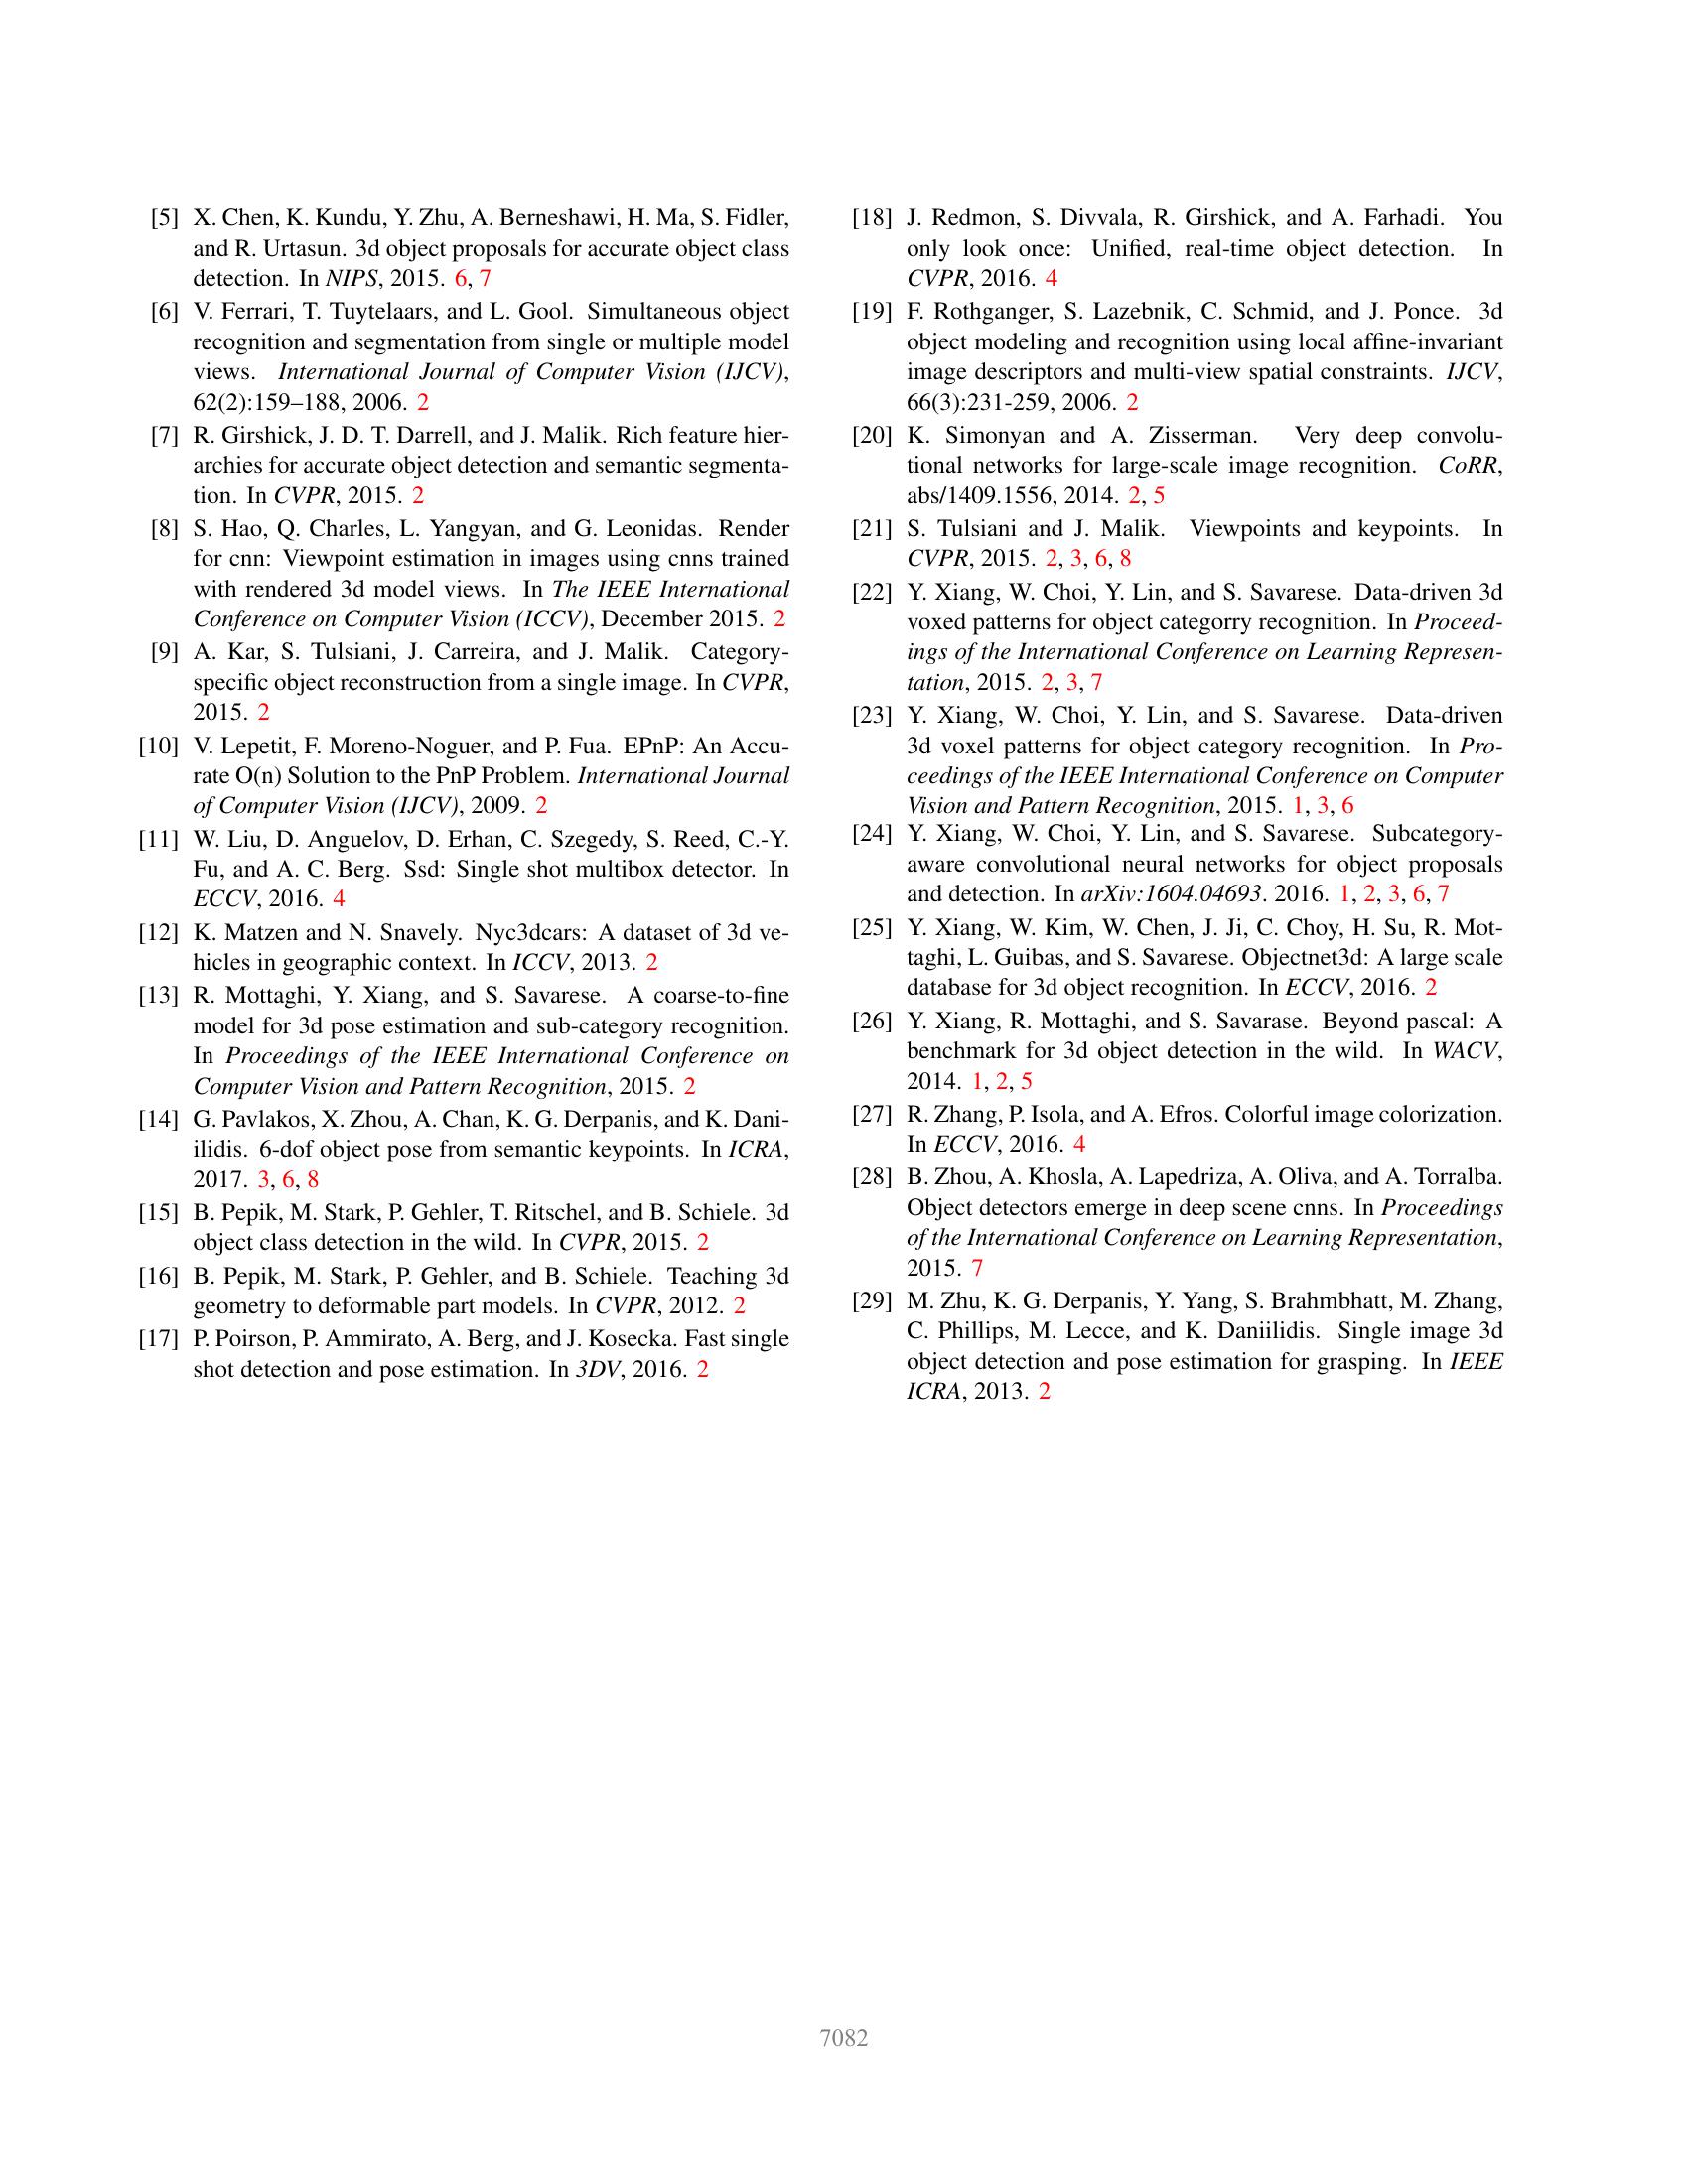 [5] X. Chen, K. Kundu, Y. Zhu, A. Berneshawi, H. Ma, S. Fidler,
and R. Urtasun. 3d object proposals for accurate object class
detection. In NIPS, 2015. 6, 7
[6] V. Ferrari, T. Tuytelaars, and L. Gool. Simultaneous object
recognition and segmentation from single or multiple model
views. International Journal of Computer Vision (IJCV),
62(2):159–188, 2006. 2
[7] R. Girshick, J. D. T. Darrell, and J. Malik. Rich feature hier-
archies for accurate object detection and semantic segmenta-
tion. In CVPR, 2015. 2
[8] S. Hao, Q. Charles, L. Yangyan, and G. Leonidas. Render
for cnn: Viewpoint estimation in images using cnns trained
with rendered 3d model views. In The IEEE International
Conference on Computer Vision (ICCV), December 2015. 2
[9] A. Kar, S. Tulsiani, J. Carreira, and J. Malik. Category-
specific object reconstruction from a single image. In CVPR,
2015. 2
[10] V. Lepetit, F. Moreno-Noguer, and P. Fua. EPnP: An Accu-
rate O(n) Solution to the PnP Problem. International Journal
of Computer Vision (IJCV), 2009. 2
[11] W. Liu, D. Anguelov, D. Erhan, C. Szegedy, S. Reed, C.-Y.
Fu, and A. C. Berg. Ssd: Single shot multibox detector. In
ECCV, 2016. 4
[12] K. Matzen and N. Snavely. Nyc3dcars: A dataset of 3d ve-
hicles in geographic context. In ICCV, 2013. 2
[13] R. Mottaghi, Y. Xiang, and S. Savarese. A coarse-to-fine
model for 3d pose estimation and sub-category recognition.
In Proceedings of the IEEE International Conference on
Computer Vision and Pattern Recognition, 2015. 2
[14] G. Pavlakos, X. Zhou, A. Chan, K. G. Derpanis, and K. Dani-
ilidis. 6-dof object pose from semantic keypoints. In ICRA,
2017. 3, 6, 8
[15] B. Pepik, M. Stark, P. Gehler, T. Ritschel, and B. Schiele. 3d
object class detection in the wild. In CVPR, 2015. 2
[16] B. Pepik, M. Stark, P. Gehler, and B. Schiele. Teaching 3d
geometry to deformable part models. In CVPR, 2012. 2
[17] P. Poirson, P. Ammirato, A. Berg, and J. Kosecka. Fast single
shot detection and pose estimation. In 3DV, 2016. 2
[18] J. Redmon, S. Divvala, R. Girshick, and A. Farhadi. You
only look once: Unified, real-time object detection. In
CVPR, 2016. 4
[19] F. Rothganger, S. Lazebnik, C. Schmid, and J. Ponce. 3d
object modeling and recognition using local affine-invariant
image descriptors and multi-view spatial constraints. IJCV,
66(3):231-259, 2006. 2
[20] K. Simonyan and A. Zisserman. Very deep convolu-
tional networks for large-scale image recognition. CoRR,
abs/1409.1556, 2014. 2, 5
[21] S. Tulsiani and J. Malik. Viewpoints and keypoints. In
CVPR, 2015. 2, 3, 6, 8
[22] Y. Xiang, W. Choi, Y. Lin, and S. Savarese. Data-driven 3d
voxed patterns for object categorry recognition. In Proceed-
ings of the International Conference on Learning Represen-
tation, 2015. 2, 3, 7
[23] Y. Xiang, W. Choi, Y. Lin, and S. Savarese. Data-driven
3d voxel patterns for object category recognition. In Pro-
ceedings of the IEEE International Conference on Computer
Vision and Pattern Recognition, 2015. 1, 3, 6
[24] Y. Xiang, W. Choi, Y. Lin, and S. Savarese. Subcategory-
aware convolutional neural networks for object proposals
and detection. In arXiv:1604.04693. 2016. 1, 2, 3, 6, 7
[25] Y. Xiang, W. Kim, W. Chen, J. Ji, C. Choy, H. Su, R. Mot-
taghi, L. Guibas, and S. Savarese. Objectnet3d: A large scale
database for 3d object recognition. In ECCV, 2016. 2
[26] Y. Xiang, R. Mottaghi, and S. Savarase. Beyond pascal: A
benchmark for 3d object detection in the wild. In WACV,
2014. 1, 2, 5
[27] R. Zhang, P. Isola, and A. Efros. Colorful image colorization.
In ECCV, 2016. 4
[28] B. Zhou, A. Khosla, A. Lapedriza, A. Oliva, and A. Torralba.
Object detectors emerge in deep scene cnns. In Proceedings
of the International Conference on Learning Representation,
2015. 7
[29] M. Zhu, K. G. Derpanis, Y. Yang, S. Brahmbhatt, M. Zhang,
C. Phillips, M. Lecce, and K. Daniilidis. Single image 3d
object detection and pose estimation for grasping. In IEEE
ICRA, 2013. 2
7082